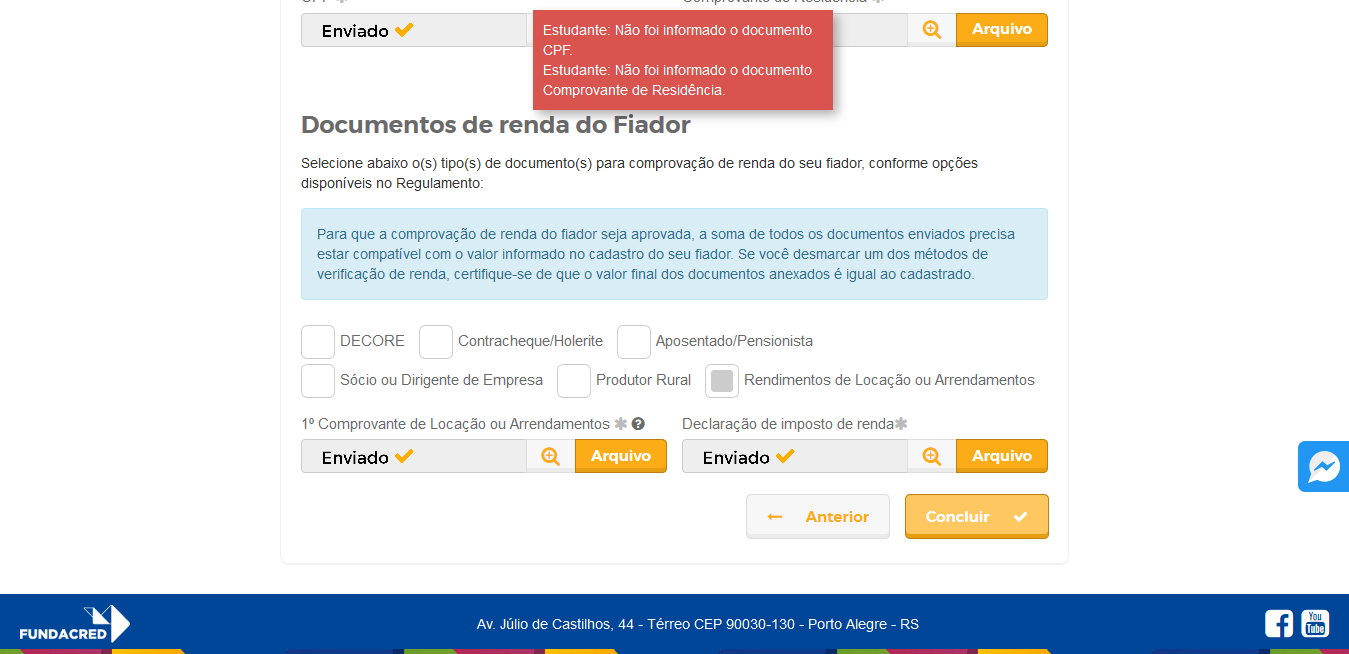 Enviado
Arquivo
Estudante: Não foi informado o documento
CPF.
Estudante: Não foi informado o documento
Comprovante de Residência.
Documentos de renda do Fiador
Selecione abaixo o(s) tipo(s) de documento(s) para comprovação de renda do seu fiador, conforme opções
disponíveis no Regulamento:
Para que a comprovação de renda do fiador seja aprovada, a soma de todos os documentos enviados precisa
estar compatível com o valor informado no cadastro do seu fiador. Se você desmarcar um dos métodos de
verificação de renda, certifique-se de que o valor final dos documentos anexados é igual ao cadastrado.
DECORE Contracheque/Holerite Aposentado/Pensionista
Sócio ou Dirigente de Empresa Produtor Rural Rendimentos de Locação ou Arrendamentos
1º Comprovante de Locação ou Arrendamentos ✱ ? Declaração de imposto de renda✱
Enviado Arquivo Enviado Arquivo
Anterior Concluir
FUNDACRED
Av. Júlio de Castilhos, 44 - Térreo CEP 90030-130 - Porto Alegre - RS
You
Tube